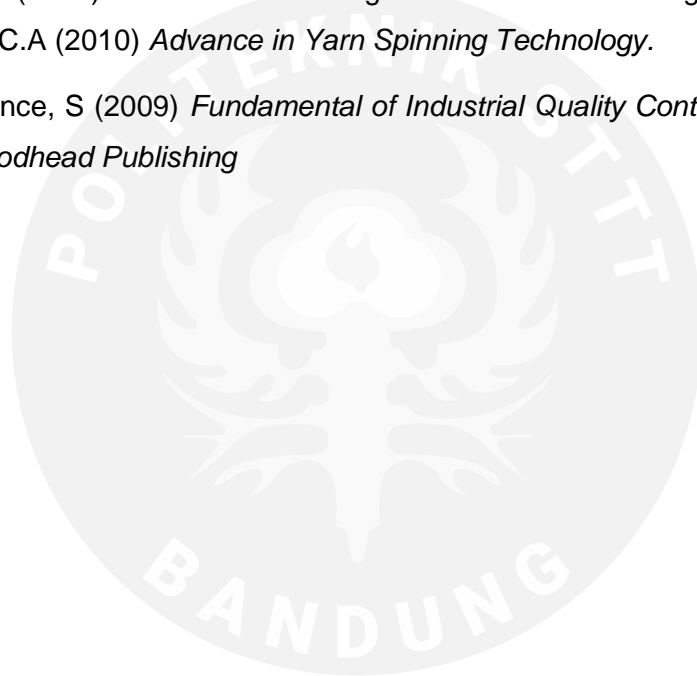 C.A (2010) Advance in Yarn Spinning Technology.
nce, S (2009) Fundamental of Industrial Quality Cont
odhead Publishing
POLITEKNIK STTT
BANDUNG